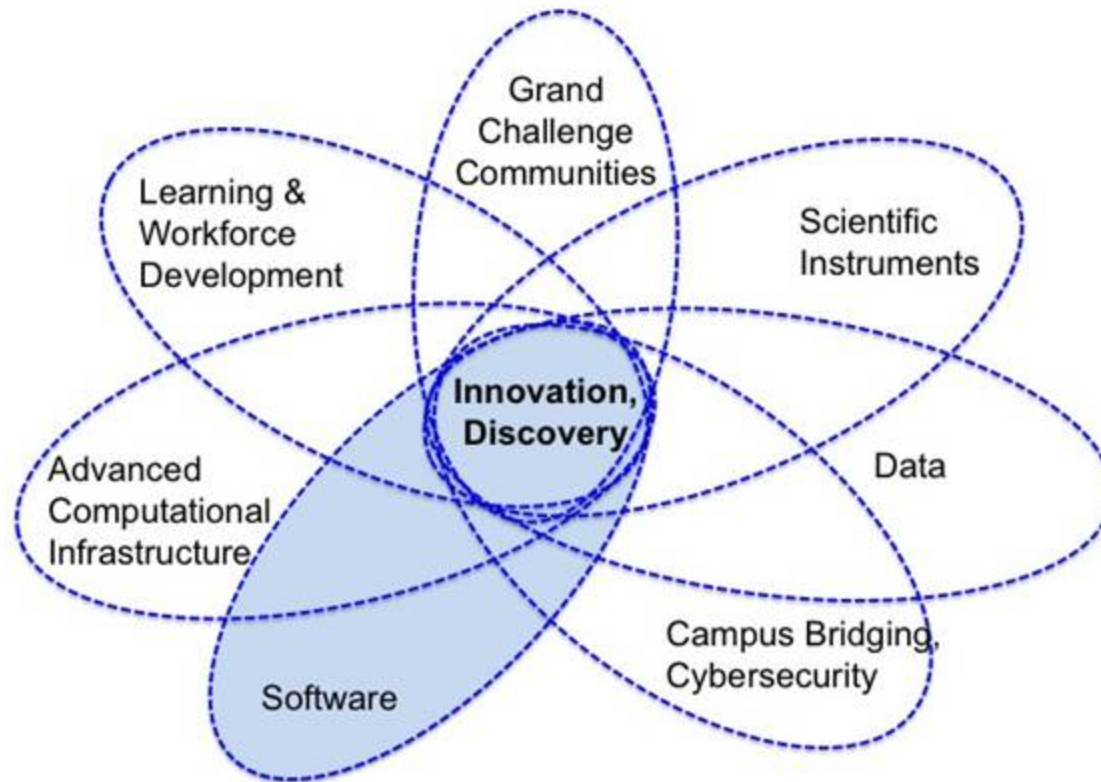 Grand
Challenge
Communities
Learning &
Workforce
Development
Scientific
Instruments
Innovation,
Discovery
Advanced
Computational
Infrastructure
Data
Campus Bridging,
Cybersecurity
Software